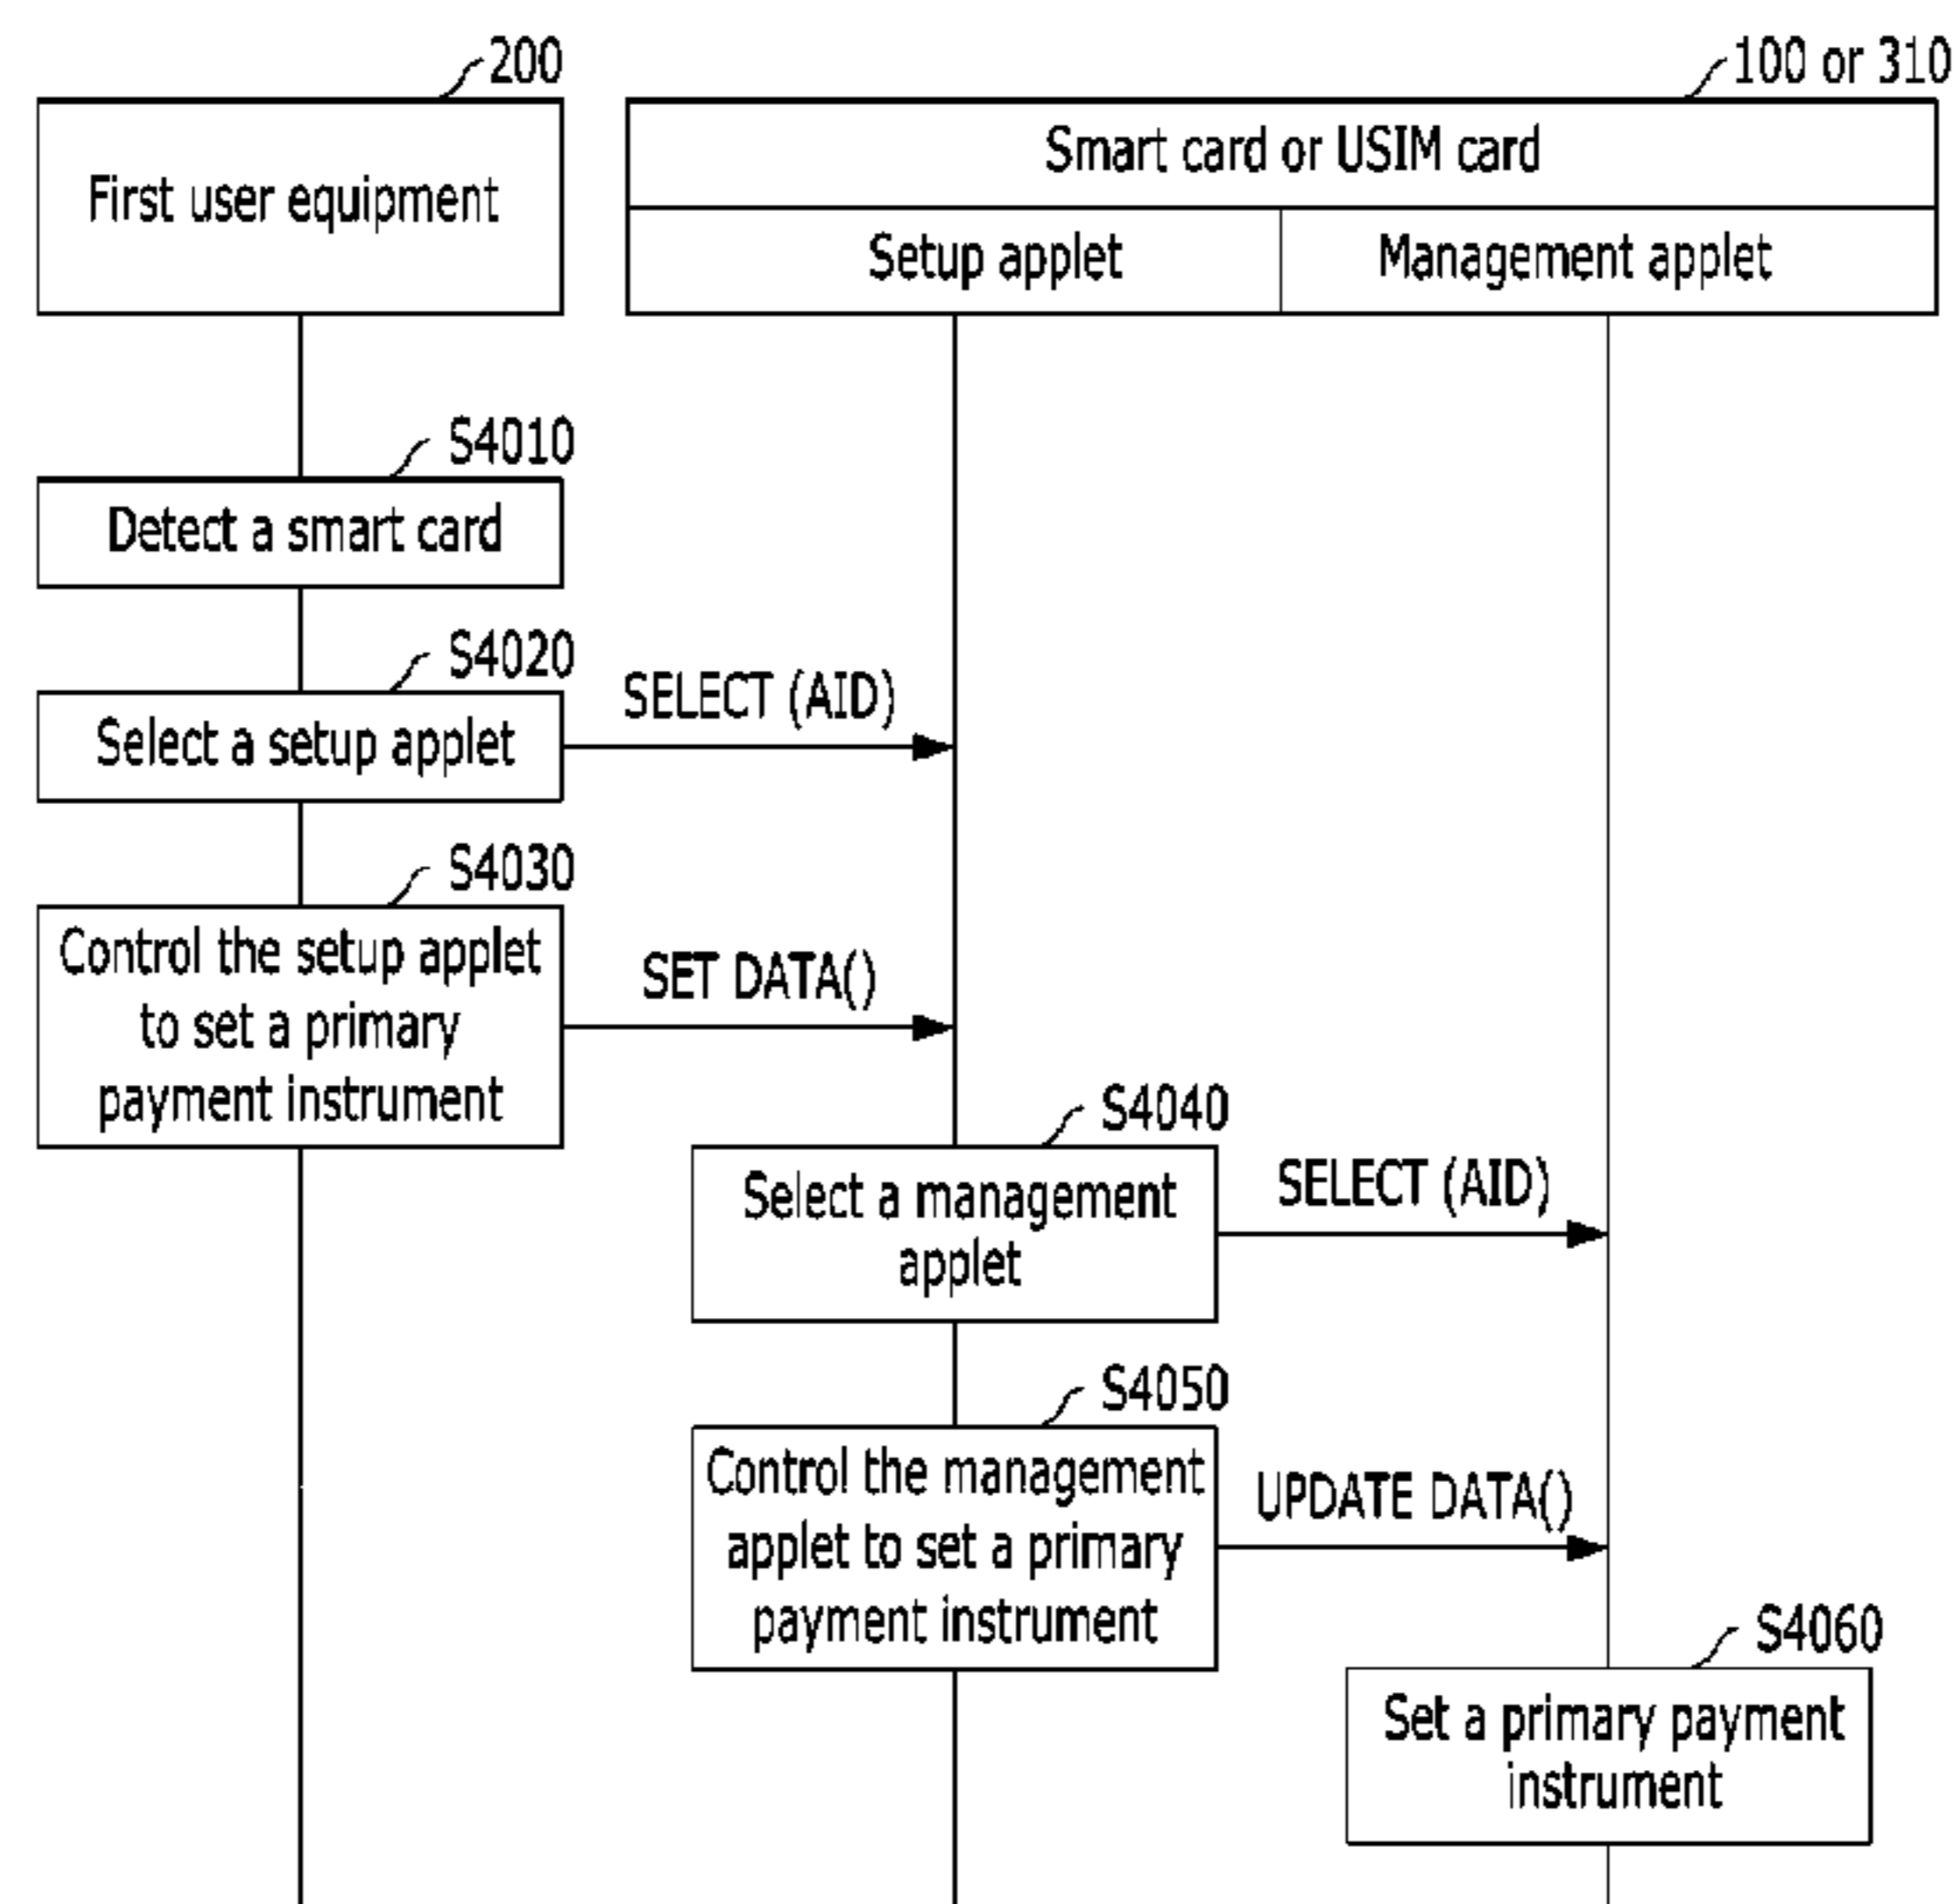 200
100 or 310
First user equipment
Smart card or USIM card
Setup applet
Management applet
S4010
Detect a smart card
S4020
Select a setup applet
SELECT (AID)
S4030
Control the setup applet
to set a primary
payment instrument
SET DATA()
S4040
Select a management
applet
SELECT (AID)
S4050
Control the management
applet to set a primary
payment instrument
UPDATE DATA()
S4060
Set a primary payment
instrument